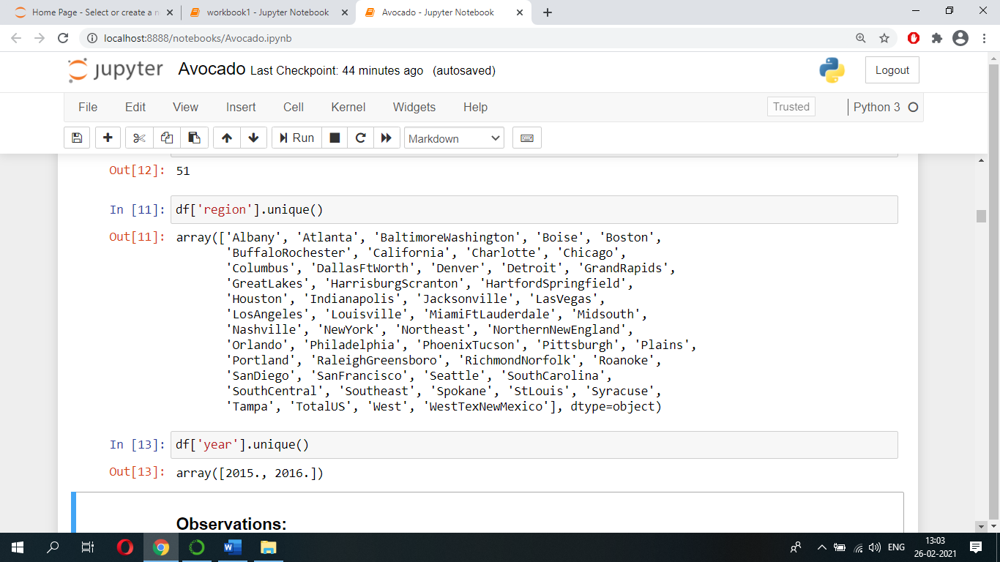 Home Page - Select or create a n
workbook1 - Jupyter Notebook
Avocado - Jupyter Notebook
localhost:8888/notebooks/Avocado.ipynb
jupyter Avocado Last Checkpoint: 44 minutes ago (autosaved)
Logout
File Edit View Insert Cell Kernel Widgets Help
Trusted
Python 3
Run
Markdown
Out[12]: 51
In [11]: df['region'].unique()
Out[11]: array(['Albany', 'Atlanta', 'BaltimoreWashington', 'Boise', 'Boston',
'BuffaloRochester', 'California', 'Charlotte', 'Chicago',
'Columbus', 'DallasFtWorth', 'Denver', 'Detroit', 'GrandRapids',
'GreatLakes', 'HarrisburgScranton', 'HartfordSpringfield',
'Houston', 'Indianapolis', 'Jacksonville', 'LasVegas',
'LosAngeles', 'Louisville', 'MiamiFtLauderdale', 'Midsouth',
'Nashville', 'NewYork', 'Northeast', 'NorthernNewEngland',
'Orlando', 'Philadelphia', 'PhoenixTucson', 'Pittsburgh', 'Plains',
'Portland', 'RaleighGreensboro', 'RichmondNorfolk', 'Roanoke',
'SanDiego', 'SanFrancisco', 'Seattle', 'SouthCarolina',
'SouthCentral', 'Southeast', 'Spokane', 'StLouis', 'Syracuse',
'Tampa', 'TotalUS', 'West', 'WestTexNewMexico'], dtype=object)
In [13]: df['year'].unique()
Out[13]: array([2015., 2016.])
Observations:
ENG
13:03
26-02-2021